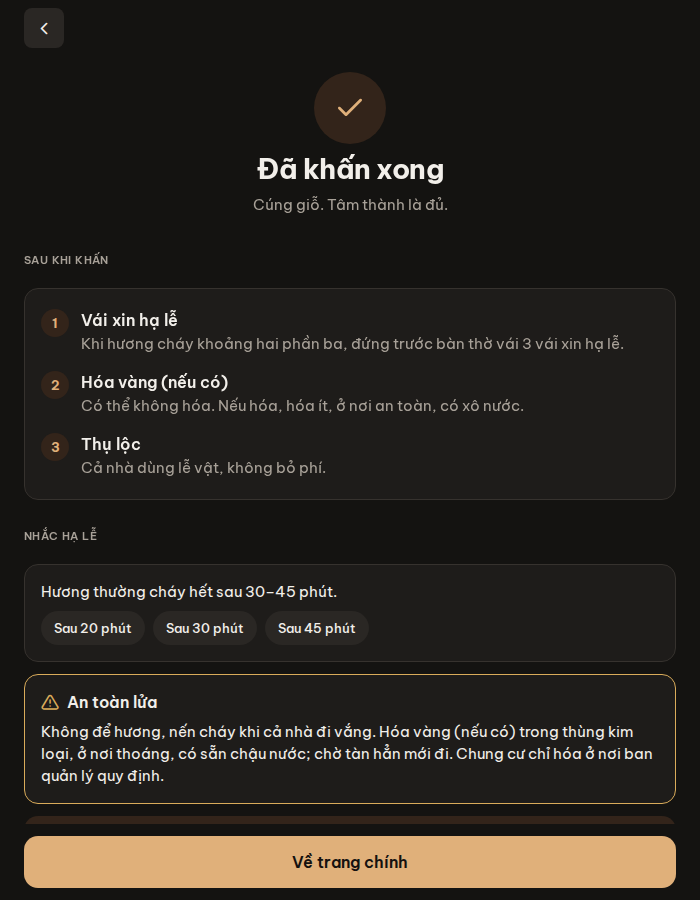 Đã khấn xong
Cúng giỗ. Tâm thành là đủ.
SAU KHI KHẤN
1
Vái xin hạ lễ
Khi hương cháy khoảng hai phần ba, đứng trước bàn thờ vái 3 vái xin hạ lễ.
2
Hóa vàng (nếu có)
Có thể không hóa. Nếu hóa, hóa ít, ở nơi an toàn, có xô nước.
3
Thụ lộc
Cả nhà dùng lễ vật, không bỏ phí.
NHẮC HẠ LỄ
Hương thường cháy hết sau 30–45 phút.
Sau 20 phút Sau 30 phút Sau 45 phút
An toàn lửa
Không để hương, nến cháy khi cả nhà đi vắng. Hóa vàng (nếu có) trong thùng kim
loại, ở nơi thoáng, có sẵn chậu nước; chờ tàn hẳn mới đi. Chung cư chỉ hóa ở nơi ban
quản lý quy định.
Về trang chính